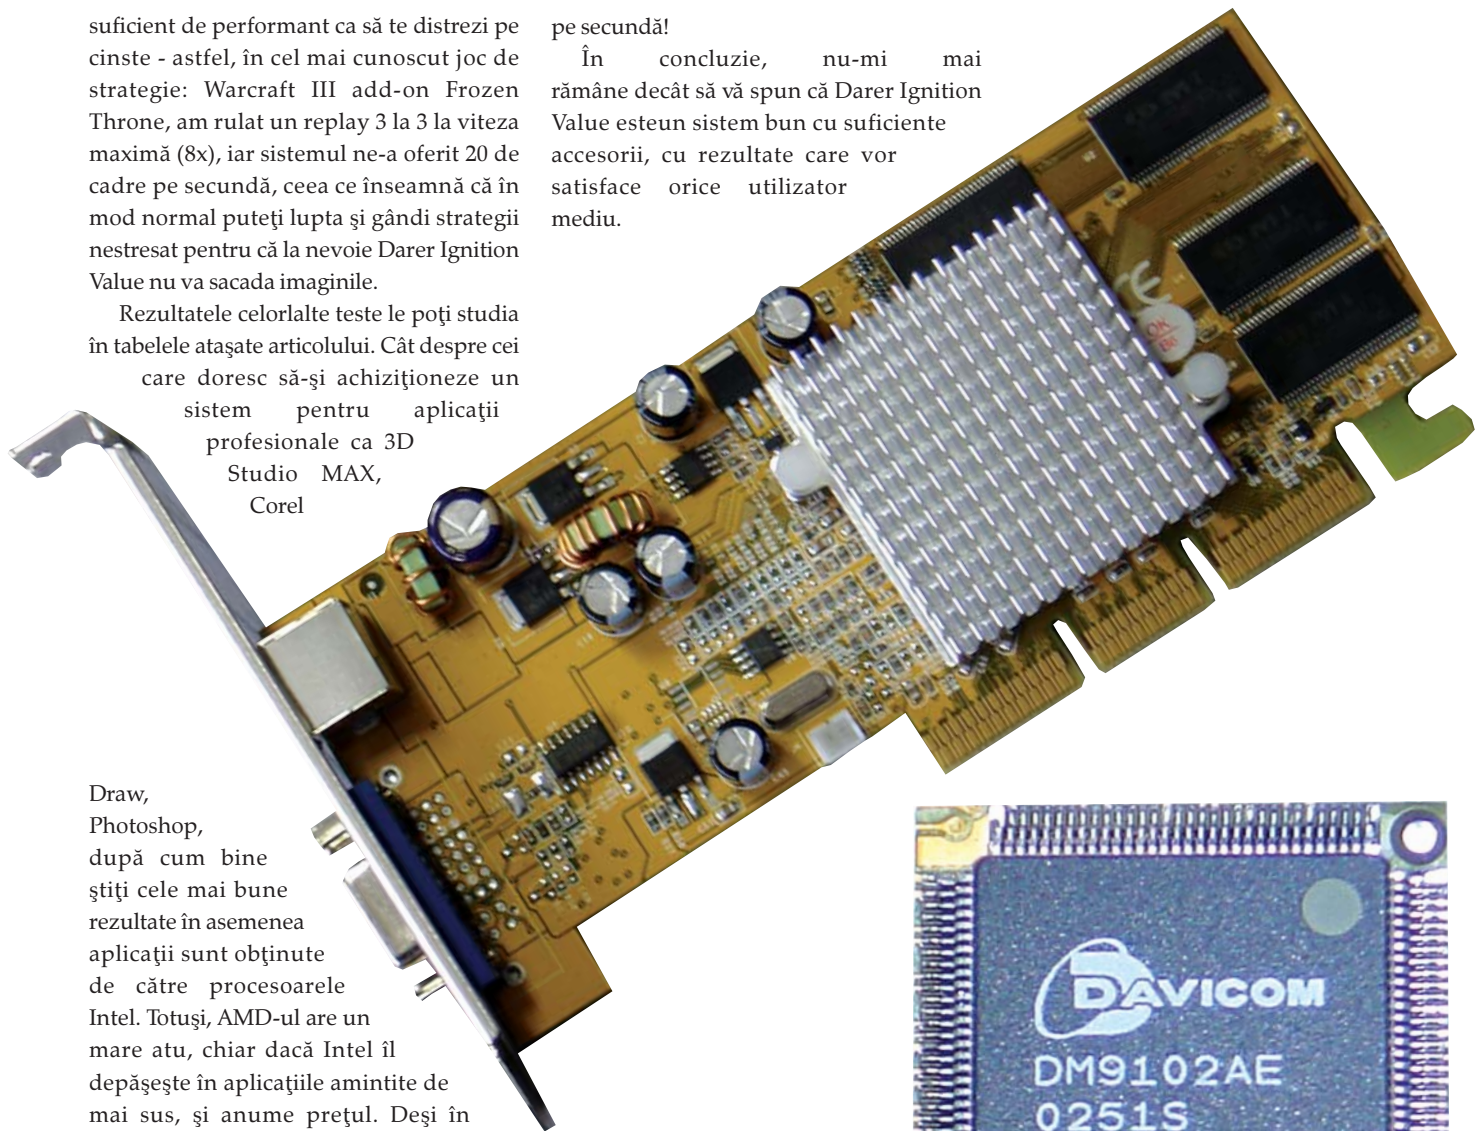 suficient de performant ca să te distrezi pe
cinste - astfel, în cel mai cunoscut joc de
strategie: Warcraft III add-on Frozen
Throne, am rulat un replay 3 la 3 la viteza
maximă (8x), iar sistemul ne-a oferit 20 de
cadre pe secundă, ceea ce înseamnă că în
mod normal puteţi lupta şi gândi strategii
nestresat pentru că la nevoie Darer Ignition
Value nu va sacada imaginile.
Rezultatele celorlalte teste le poţi studia
în tabelele ataşate articolului. Cât despre cei
care doresc să-şi achiziţioneze un
sistem pentru aplicaţii
profesionale ca 3D
Studio MAX,
Corel
Draw,
Photoshop,
după cum bine
ştiţi cele mai bune
rezultate în asemenea
aplicaţii sunt obţinute
de către procesoarele
Intel. Totuşi, AMD-ul are un
mare atu, chiar dacă Intel îl
depăşeşte în aplicaţiile amintite de
mai sus, şi anume preţul. Deşi în
pe secundă!
În concluzie, nu-mi mai
rămâne decât să vă spun că Darer Ignition
Value esteun sistem bun cu suficiente
accesorii, cu rezultate care vor
satisface orice utilizator
mediu.
OK
DAVICOM
DM9102AE
0251S